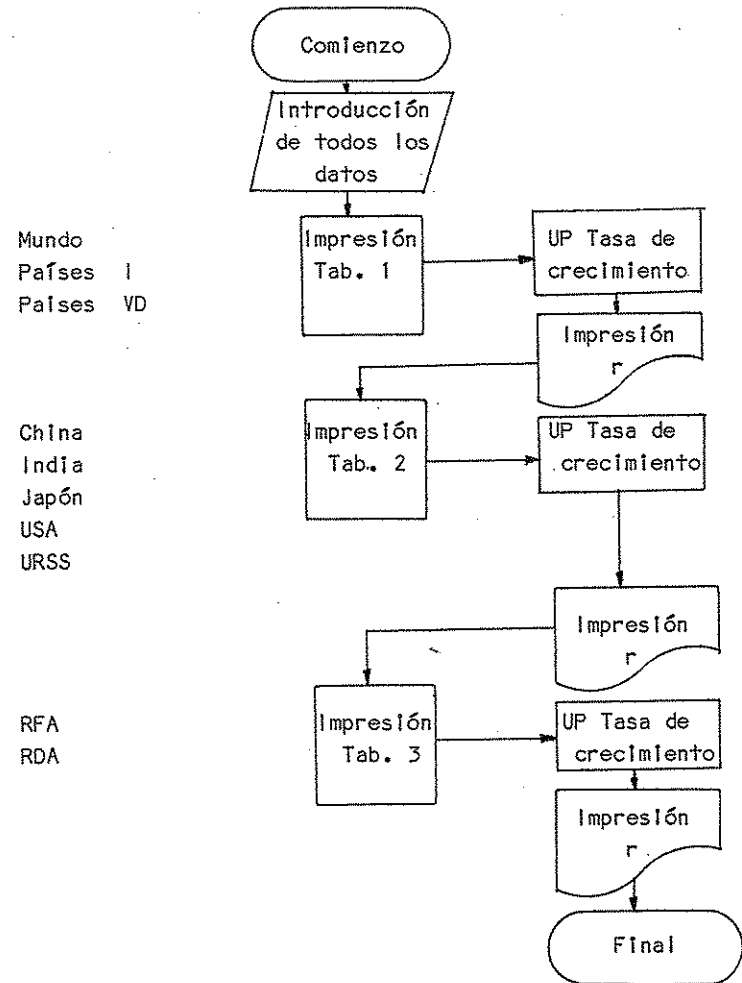 Comienzo
Introducción
de todos los
datos
Mundo
Países I
Paises VD
Impresión
Tab. 1
UP Tasa de
crecimiento
Impresión
r
China
India
Japón
USA
URSS
Impresión
Tab. 2
UP Tasa de
crecimiento
Impresión
r
RFA
RDA
Impresión
Tab. 3
UP Tasa de
crecimiento
Impresión
r
Final